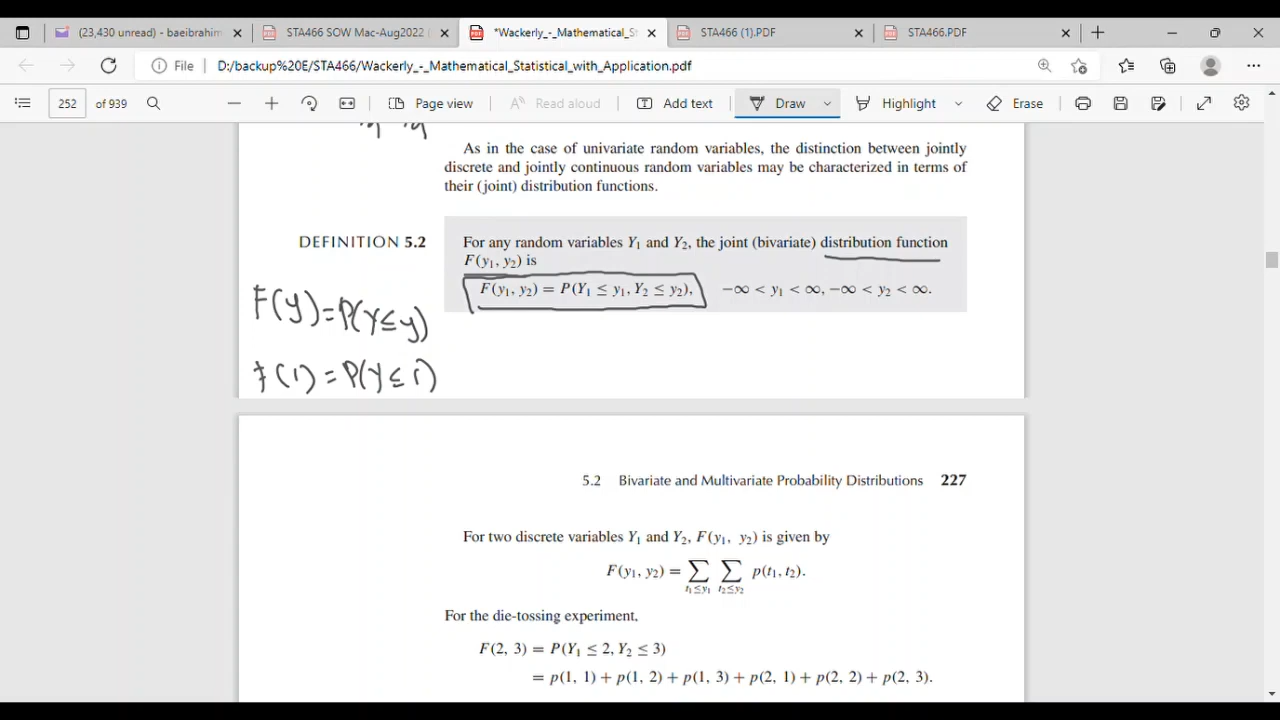 (23,430 unread) - baeibrahim
STA466 SOW Mac-Aug2022 (
*Wackerly_-_Mathematical_S
STA466 (1).PDF
STA466.PDF
File
D:/backup%20E/STA466/Wackerly_-_Mathematical_Statistical_with_Application.pdf
252 of 939
Page view
Read aloud
Add text
Draw
Highlight
Erase
As in the case of univariate random variables, the distinction between jointly
discrete and jointly continuous random variables may be characterized in terms of
their (joint) distribution functions.
DEFINITION 5.2
For any random variables Y₁ and Y₂, the joint (bivariate) distribution function
F(y₁, y₂) is
F(y₁, y₂) = P(Y₁ ≤ y₁, Y₂ ≤ y₂), −∞ < y₁ < ∞, −∞ < y₂ < ∞.
F(y) = P(Y ≤ y)
F(1) = P(Y ≤ 1)
5.2 Bivariate and Multivariate Probability Distributions 227
For two discrete variables Y₁ and Y₂, F(y₁, y₂) is given by
F(y₁, y₂) = ∑ ∑ p(t₁, t₂).
t₁≤y₁ t₂≤y₂
For the die-tossing experiment,
F(2, 3) = P(Y₁ ≤ 2, Y₂ ≤ 3)
= p(1, 1) + p(1, 2) + p(1, 3) + p(2, 1) + p(2, 2) + p(2, 3).